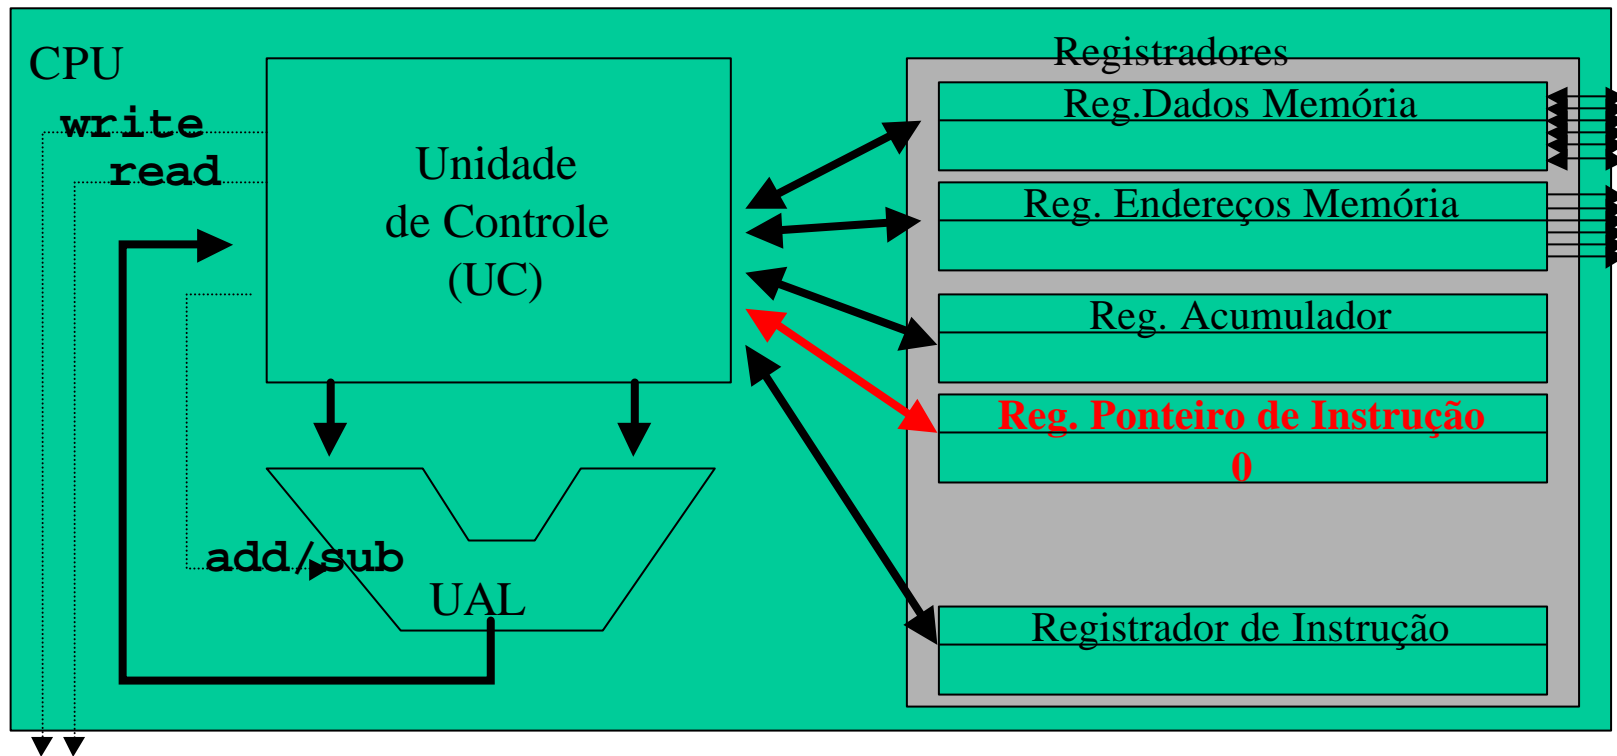 CPU
write
read
Unidade
de Controle
(UC)
add/sub
UAL
Registradores
Reg.Dados Memória
Reg. Endereços Memória
Reg. Acumulador
Reg. Ponteiro de Instrução
0
Registrador de Instrução